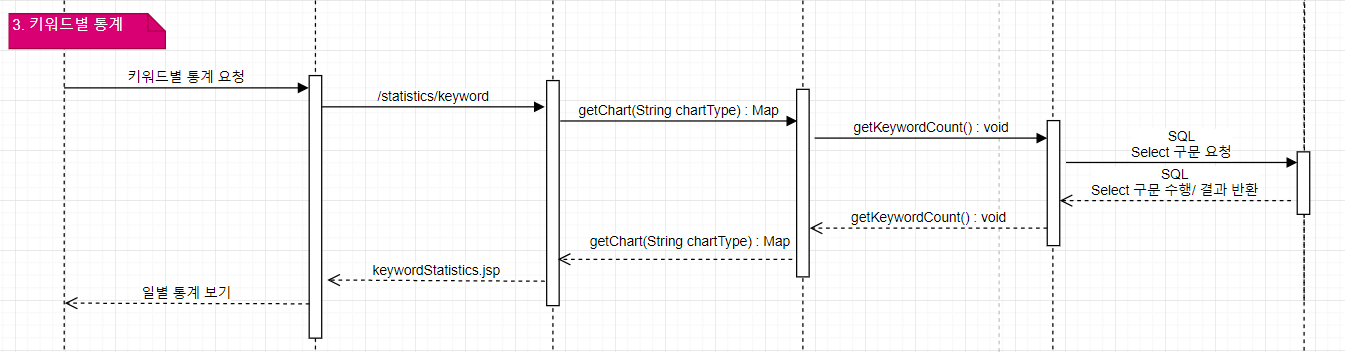 3. 키워드별 통계
키워드별 통계 요청
/statistics/keyword
getChart(String chartType) : Map
getKeywordCount() : void
SQL
Select 구문 요청
SQL
Select 구문 수행/ 결과 반환
getKeywordCount() : void
getChart(String chartType) : Map
keywordStatistics.jsp
일별 통계 보기